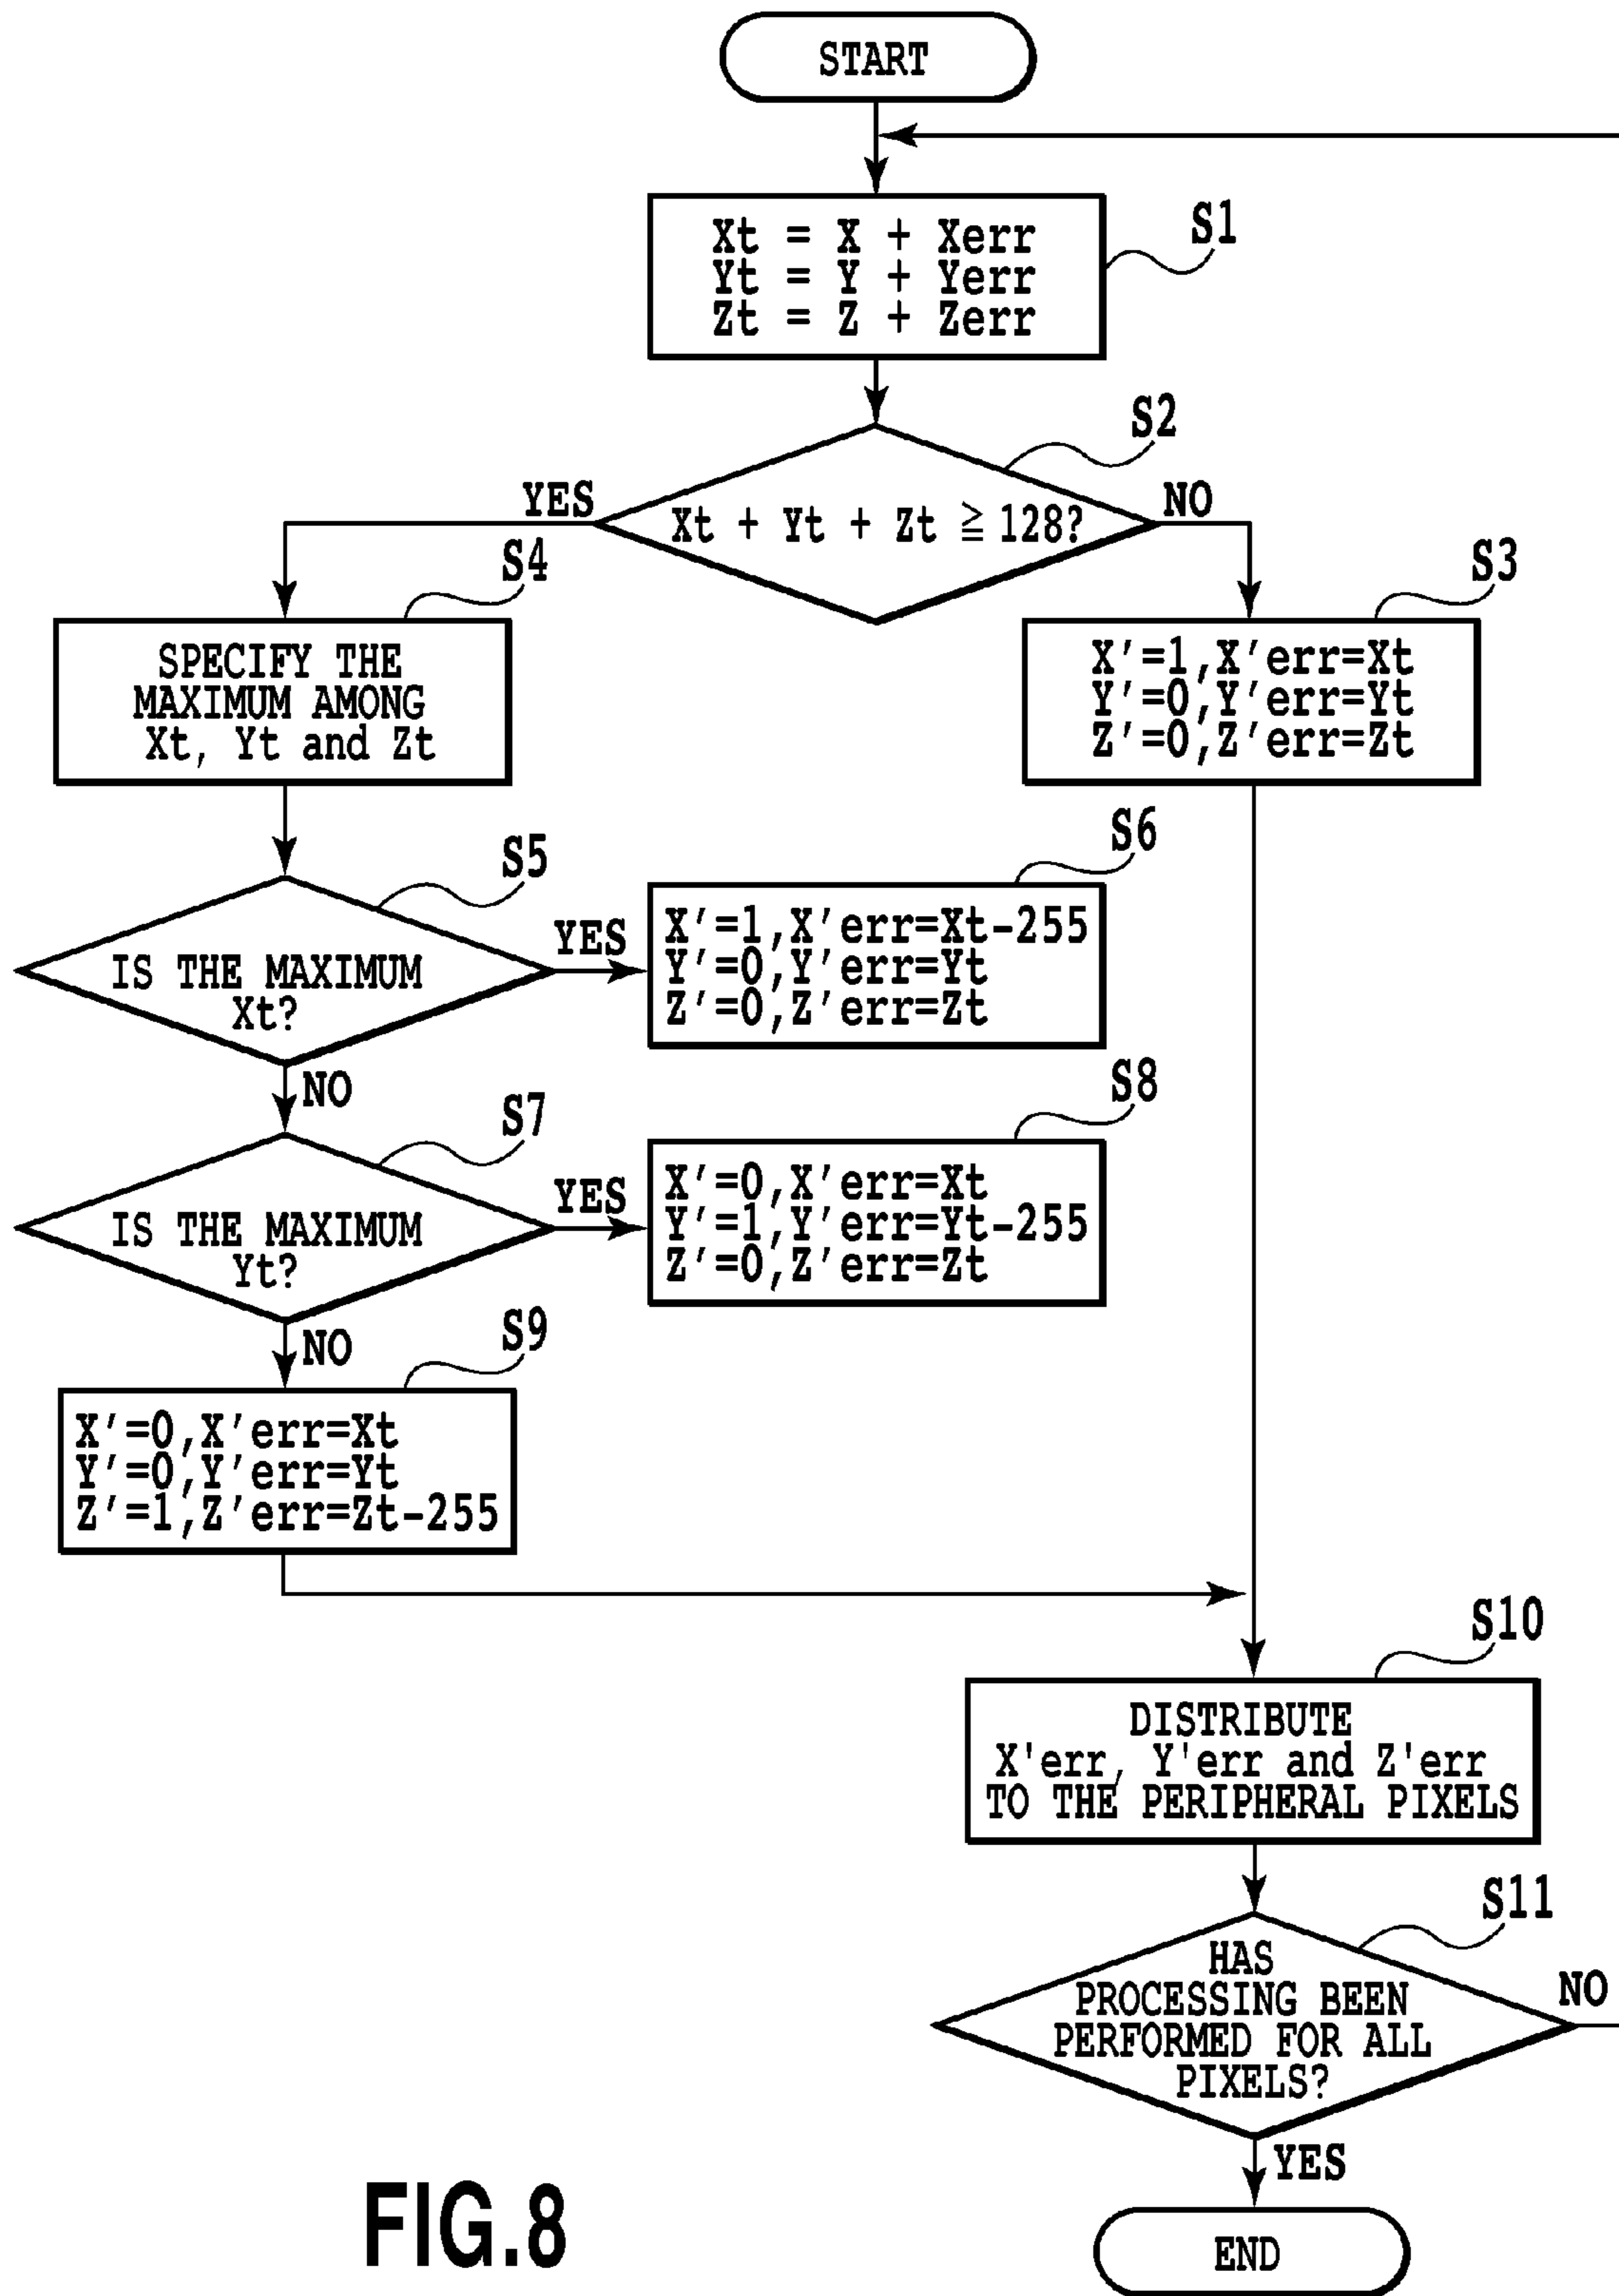 START
Xt = X + Xerr
Yt = Y + Yerr
Zt = Z + Zerr
S1
S2
Xt + Yt + Zt ≧ 128?
YES
NO
S4
SPECIFY THE
MAXIMUM AMONG
Xt, Yt and Zt
S3
X'=1,X'err=Xt
Y'=0,Y'err=Yt
Z'=0,Z'err=Zt
S5
IS THE MAXIMUM
Xt?
YES
NO
S6
X'=1,X'err=Xt-255
Y'=0,Y'err=Yt
Z'=0,Z'err=Zt
S7
IS THE MAXIMUM
Yt?
YES
NO
S8
X'=0,X'err=Xt
Y'=1,Y'err=Yt-255
Z'=0,Z'err=Zt
S9
X'=0,X'err=Xt
Y'=0,Y'err=Yt
Z'=1,Z'err=Zt-255
S10
DISTRIBUTE
X'err, Y'err and Z'err
TO THE PERIPHERAL PIXELS
S11
HAS
PROCESSING BEEN
PERFORMED FOR ALL
PIXELS?
NO
YES
END
FIG.8